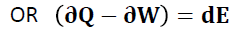 OR (∂Q − ∂W) = dE